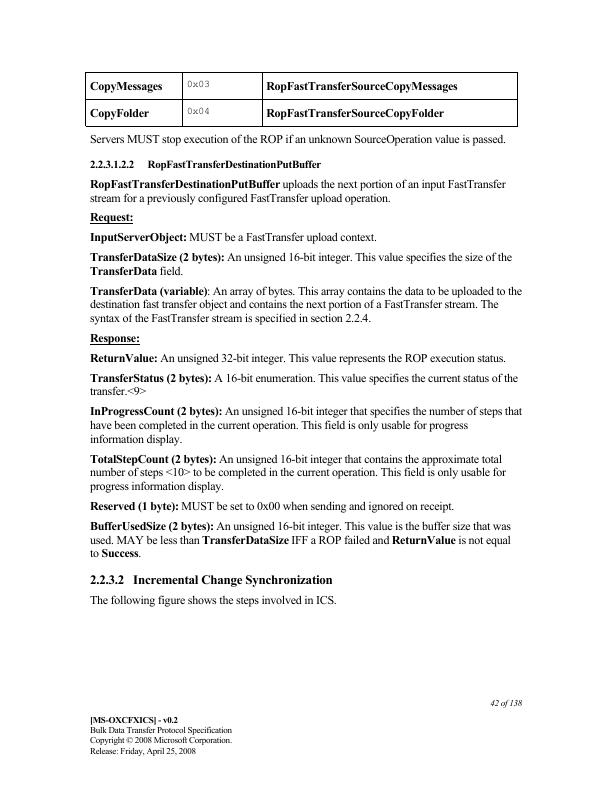 CopyMessages 0x03 RopFastTransferSourceCopyMessages
CopyFolder 0x04 RopFastTransferSourceCopyFolder
Servers MUST stop execution of the ROP if an unknown SourceOperation value is passed.
2.2.3.1.2.2 RopFastTransferDestinationPutBuffer
RopFastTransferDestinationPutBuffer uploads the next portion of an input FastTransfer
stream for a previously configured FastTransfer upload operation.
Request:
InputServerObject: MUST be a FastTransfer upload context.
TransferDataSize (2 bytes): An unsigned 16-bit integer. This value specifies the size of the
TransferData field.
TransferData (variable): An array of bytes. This array contains the data to be uploaded to the
destination fast transfer object and contains the next portion of a FastTransfer stream. The
syntax of the FastTransfer stream is specified in section 2.2.4.
Response:
ReturnValue: An unsigned 32-bit integer. This value represents the ROP execution status.
TransferStatus (2 bytes): A 16-bit enumeration. This value specifies the current status of the
transfer.<9>
InProgressCount (2 bytes): An unsigned 16-bit integer that specifies the number of steps that
have been completed in the current operation. This field is only usable for progress
information display.
TotalStepCount (2 bytes): An unsigned 16-bit integer that contains the approximate total
number of steps <10> to be completed in the current operation. This field is only usable for
progress information display.
Reserved (1 byte): MUST be set to 0x00 when sending and ignored on receipt.
BufferUsedSize (2 bytes): An unsigned 16-bit integer. This value is the buffer size that was
used. MAY be less than TransferDataSize IFF a ROP failed and ReturnValue is not equal
to Success.
2.2.3.2 Incremental Change Synchronization
The following figure shows the steps involved in ICS.
42 of 138
[MS-OXCFXICS] - v0.2
Bulk Data Transfer Protocol Specification
Copyright © 2008 Microsoft Corporation.
Release: Friday, April 25, 2008